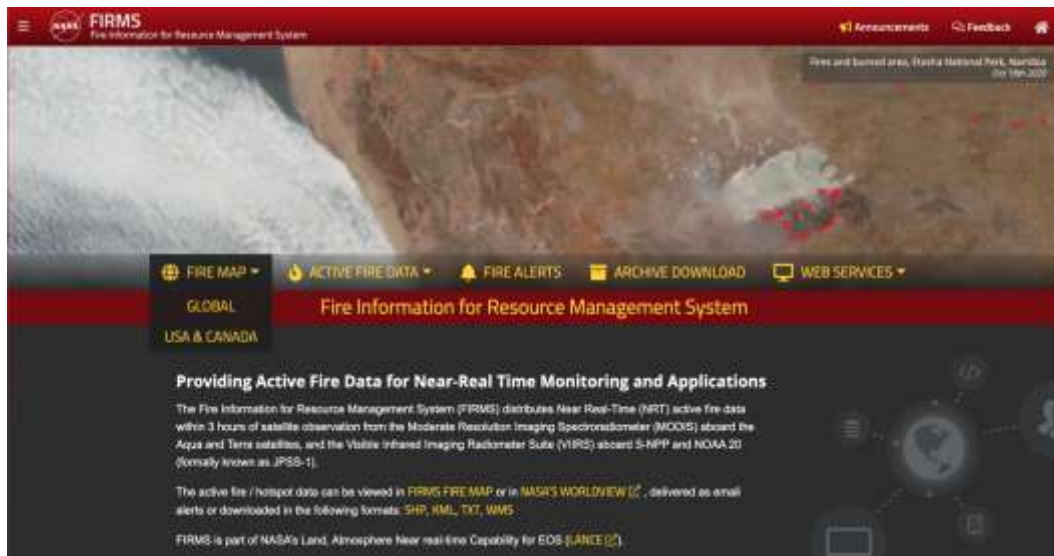 NASA
FIRMS
Fire Information for Resource Management System
Announcements
Feedback
Fires and burned area, Etosha National Park, Namibia
Oct 18th 2020
FIRE MAP
ACTIVE FIRE DATA
FIRE ALERTS
ARCHIVE DOWNLOAD
WEB SERVICES
GLOBAL
USA & CANADA
Fire Information for Resource Management System
Providing Active Fire Data for Near-Real Time Monitoring and Applications
The Fire Information for Resource Management System (FIRMS) distributes Near Real-Time (NRT) active fire data
within 3 hours of satellite observation from the Moderate Resolution Imaging Spectroradiometer (MODIS) aboard the
Aqua and Terra satellites, and the Visible Infrared Imaging Radiometer Suite (VIIRS) aboard S-NPP and NOAA 20
(formally known as JPSS-1).
The active fire / hotspot data can be viewed in FIRMS FIRE MAP or in NASA'S WORLDVIEW , delivered as email
alerts or downloaded in the following formats: SHP, KML, TXT, WMS
FIRMS is part of NASA's Land, Atmosphere Near real-time Capability for EOS (LANCE).